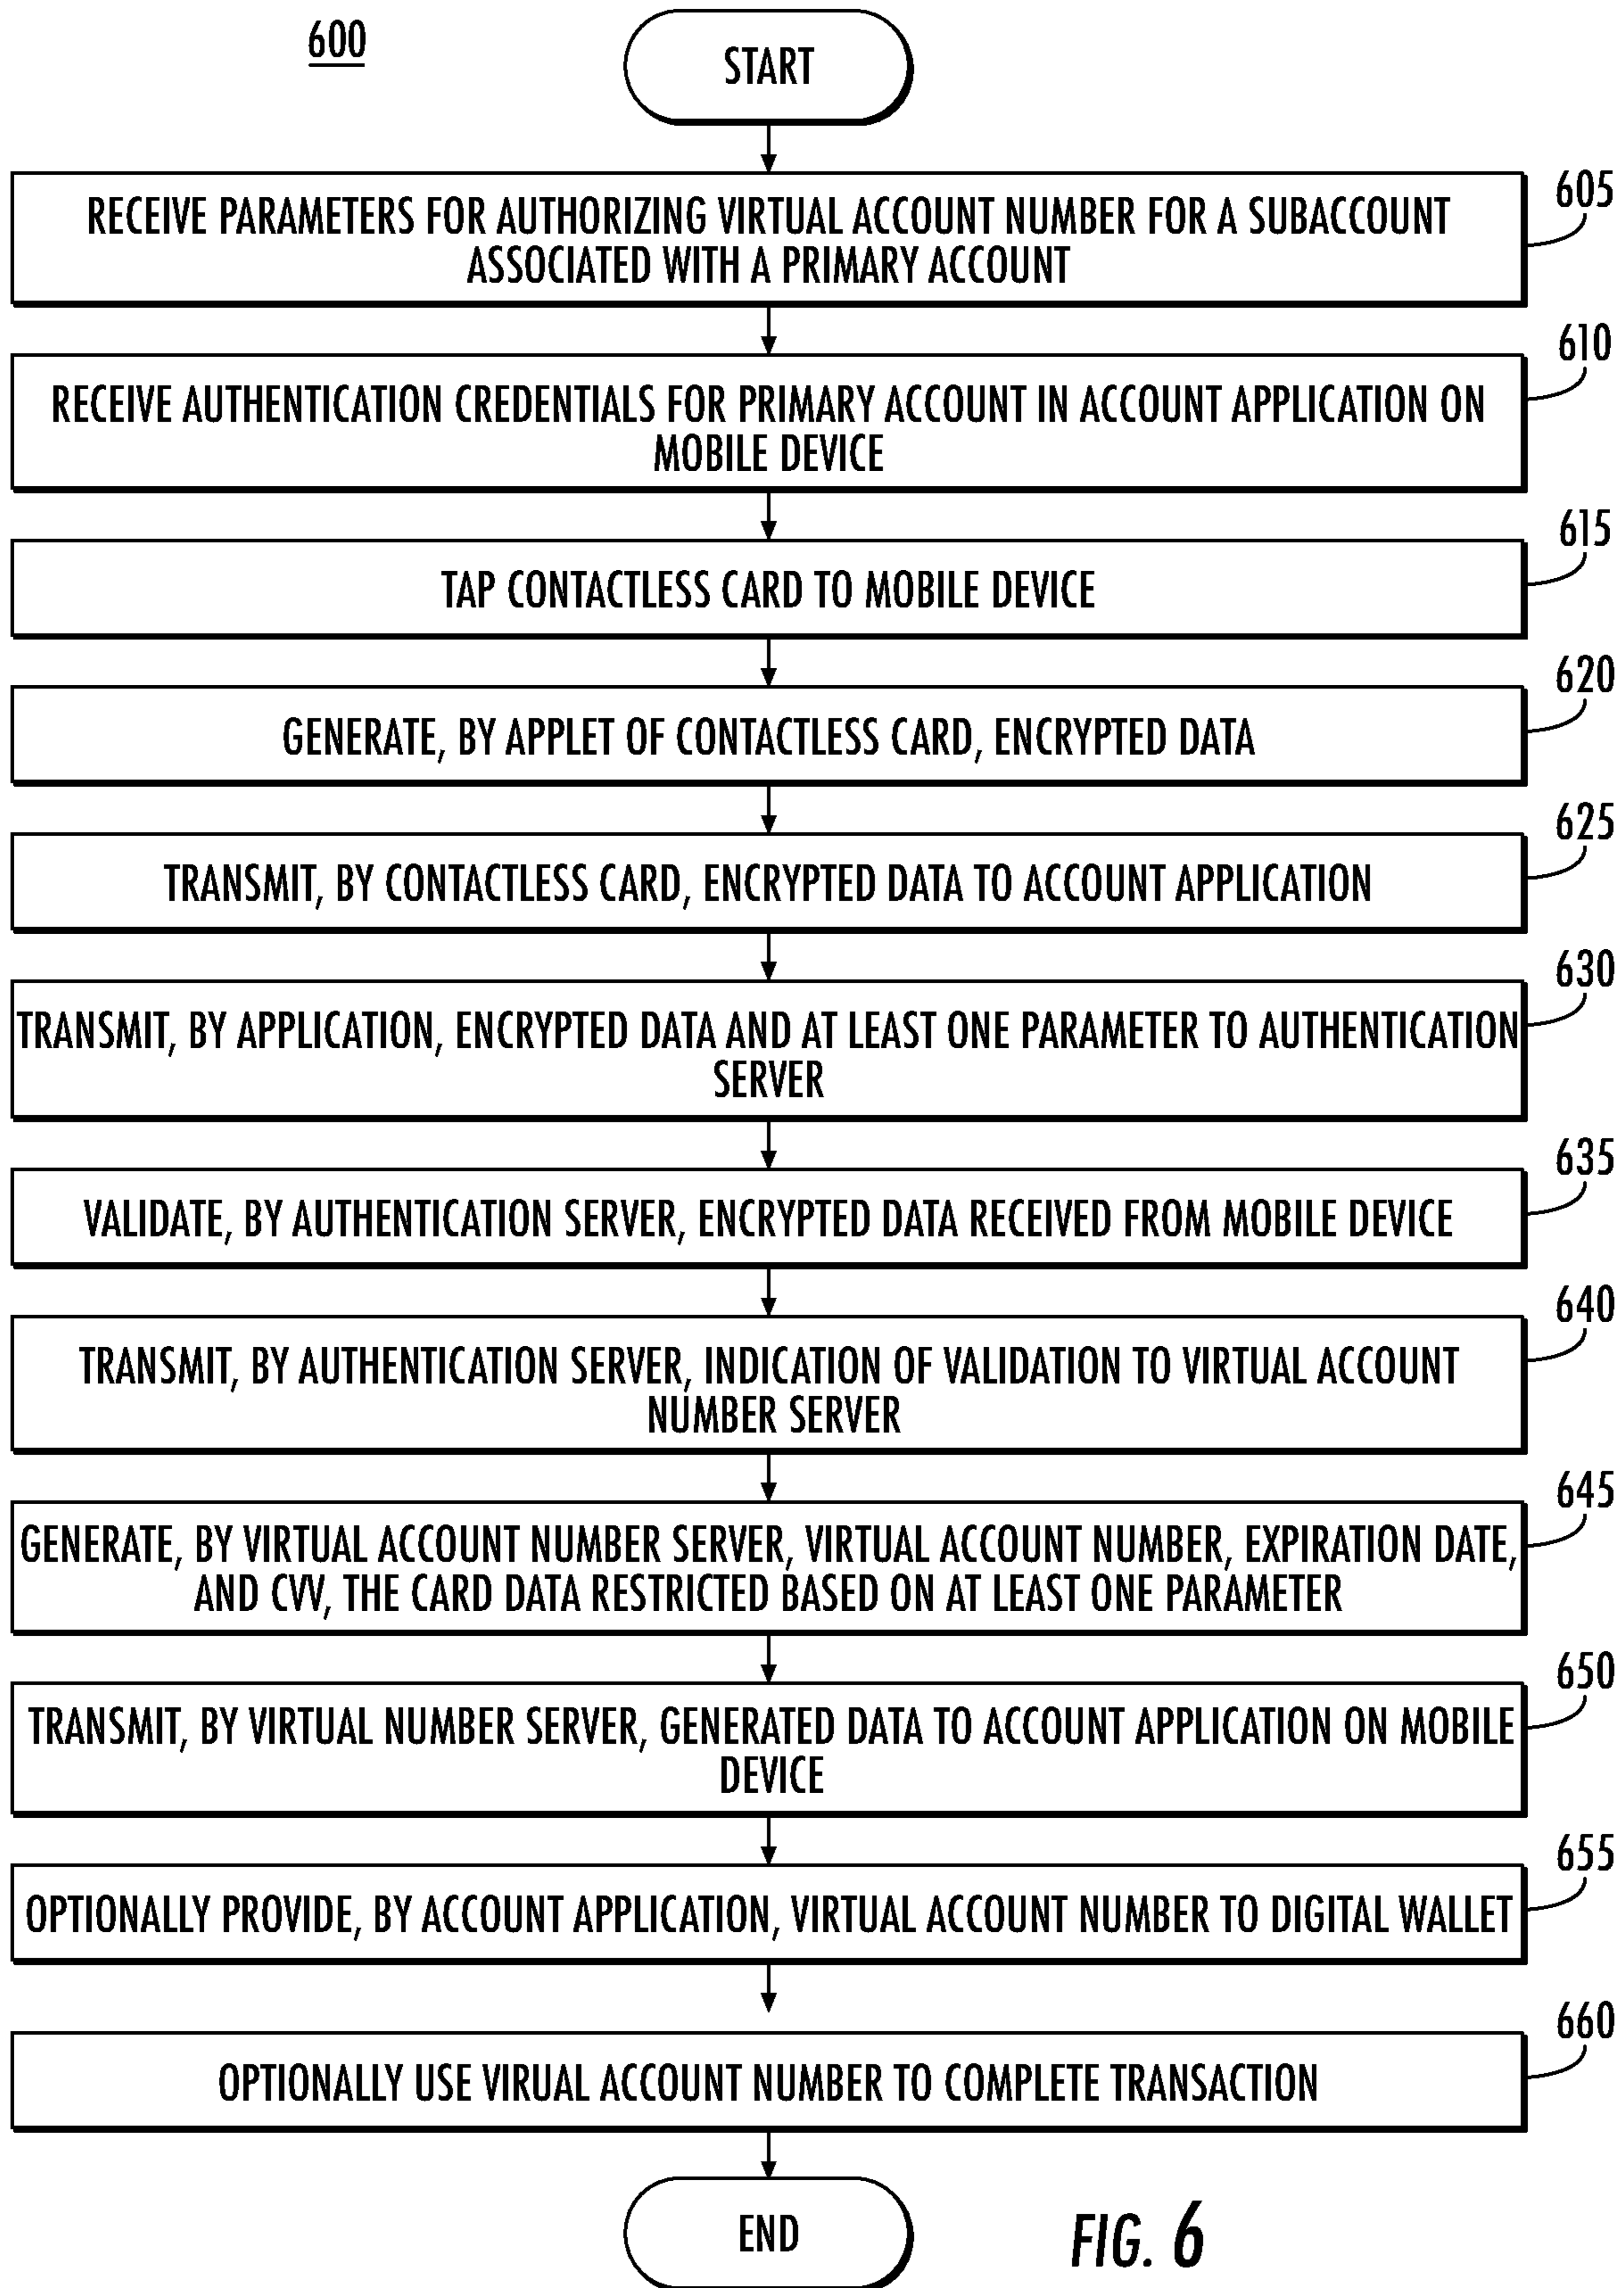 600
START
RECEIVE PARAMETERS FOR AUTHORIZING VIRTUAL ACCOUNT NUMBER FOR A SUBACCOUNT
ASSOCIATED WITH A PRIMARY ACCOUNT
605
RECEIVE AUTHENTICATION CREDENTIALS FOR PRIMARY ACCOUNT IN ACCOUNT APPLICATION ON
MOBILE DEVICE
610
TAP CONTACTLESS CARD TO MOBILE DEVICE
615
GENERATE, BY APPLET OF CONTACTLESS CARD, ENCRYPTED DATA
620
TRANSMIT, BY CONTACTLESS CARD, ENCRYPTED DATA TO ACCOUNT APPLICATION
625
TRANSMIT, BY APPLICATION, ENCRYPTED DATA AND AT LEAST ONE PARAMETER TO AUTHENTICATION
SERVER
630
VALIDATE, BY AUTHENTICATION SERVER, ENCRYPTED DATA RECEIVED FROM MOBILE DEVICE
635
TRANSMIT, BY AUTHENTICATION SERVER, INDICATION OF VALIDATION TO VIRTUAL ACCOUNT
NUMBER SERVER
640
GENERATE, BY VIRTUAL ACCOUNT NUMBER SERVER, VIRTUAL ACCOUNT NUMBER, EXPIRATION DATE,
AND CVV, THE CARD DATA RESTRICTED BASED ON AT LEAST ONE PARAMETER
645
TRANSMIT, BY VIRTUAL NUMBER SERVER, GENERATED DATA TO ACCOUNT APPLICATION ON MOBILE
DEVICE
650
OPTIONALLY PROVIDE, BY ACCOUNT APPLICATION, VIRTUAL ACCOUNT NUMBER TO DIGITAL WALLET
655
OPTIONALLY USE VIRUAL ACCOUNT NUMBER TO COMPLETE TRANSACTION
660
END
FIG. 6